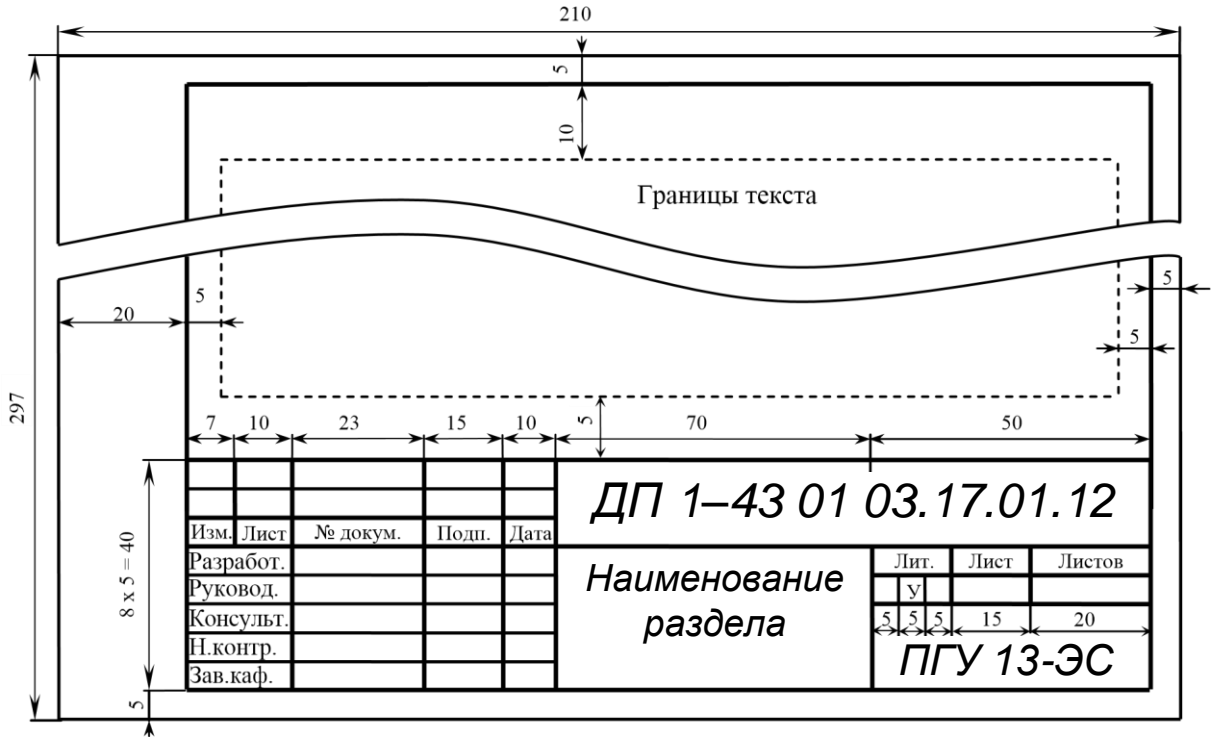 210
5
10
Границы текста
5
5
20
5
297
7 10 23 15 10 5 70 50
ДП 1–43 01 03.17.01.12
Изм. Лист № докум. Подп. Дата
8 х 5 = 40
Разработ.
Руковод.
Консульт.
Н.контр.
Зав.каф.
Наименование
раздела
Лит. Лист Листов
У
5 5 5 15 20
ПГУ 13-ЭС
5